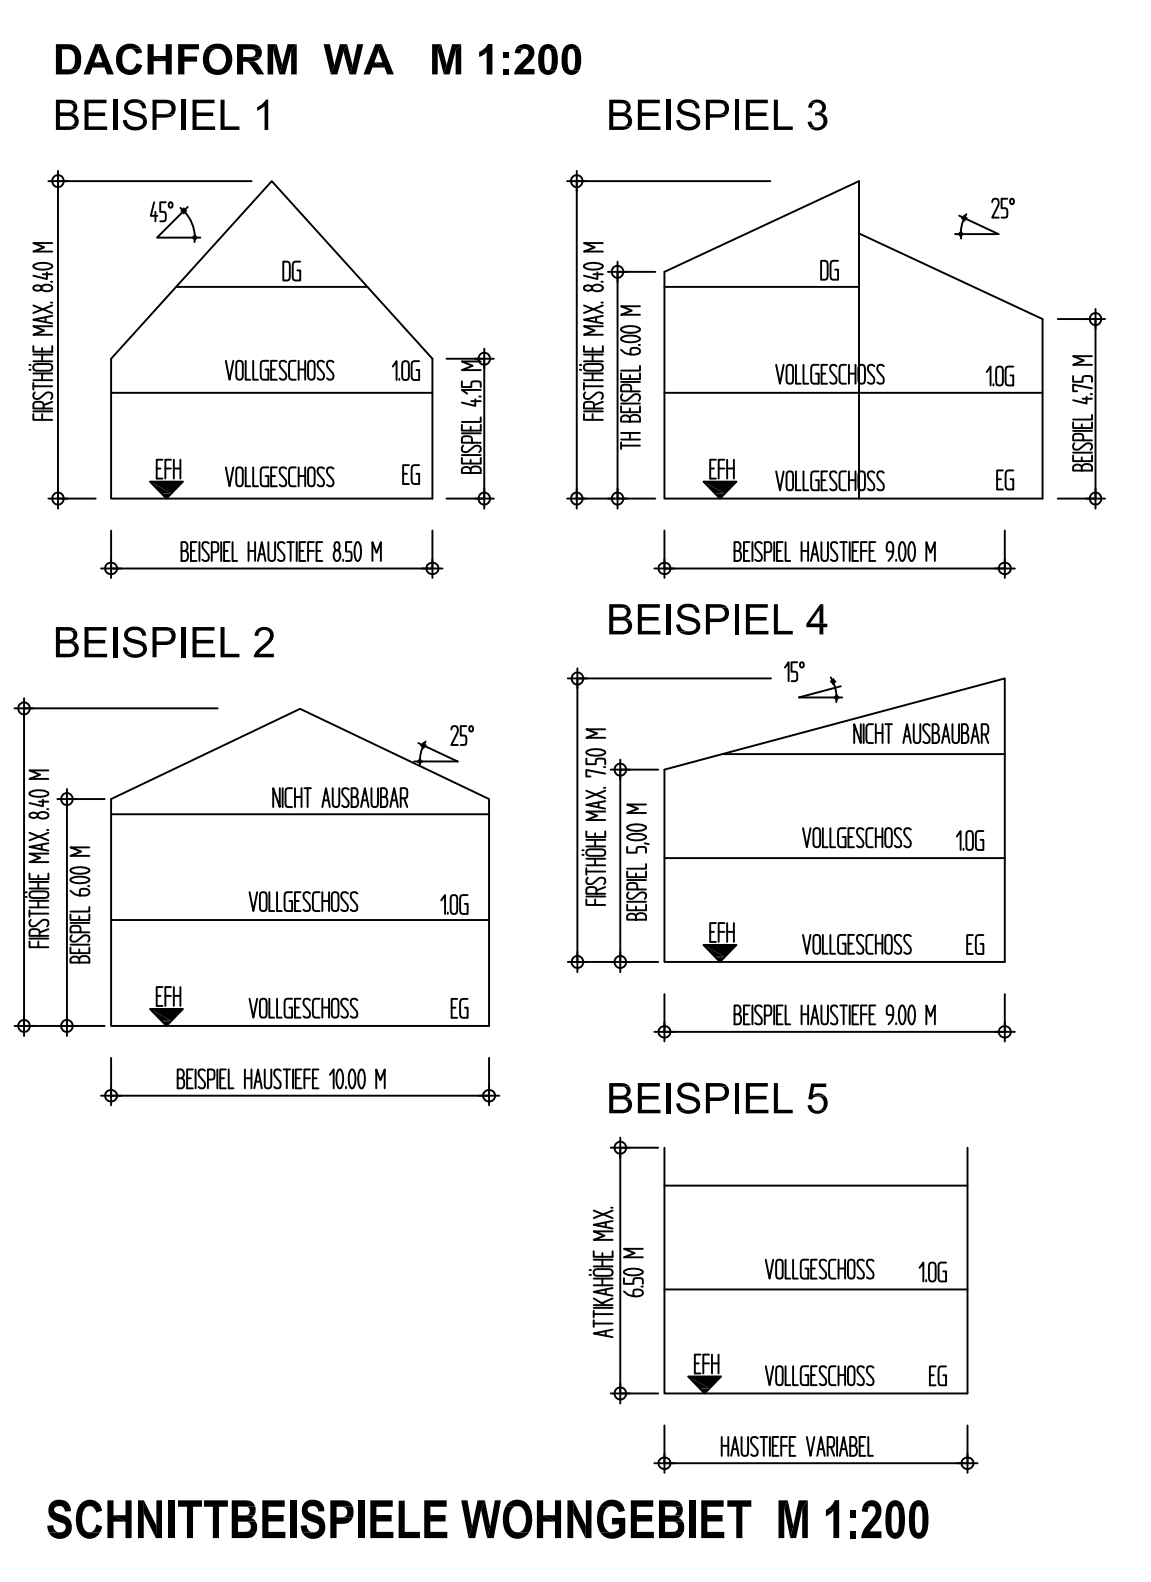 DACHFORM WA M 1:200
BEISPIEL 1
45°
FIRSTHÖHE MAX. 8.40 M
DG
VOLLGESCHOSS 1.OG
BEISPIEL 4.15 M
EFH
VOLLGESCHOSS EG
BEISPIEL HAUSTIEFE 8.50 M
BEISPIEL 2
25°
FIRSTHÖHE MAX. 8.40 M
BEISPIEL 6.00 M
NICHT AUSBAUBAR
VOLLGESCHOSS 1.OG
EFH
VOLLGESCHOSS EG
BEISPIEL HAUSTIEFE 10.00 M
BEISPIEL 3
25°
FIRSTHÖHE MAX. 8.40 M
TH BEISPIEL 6.00 M
DG
VOLLGESCHOSS 1.OG
BEISPIEL 4.75 M
EFH
VOLLGESCHOSS EG
BEISPIEL HAUSTIEFE 9.00 M
BEISPIEL 4
15°
FIRSTHÖHE MAX. 7.50 M
BEISPIEL 5,00 M
NICHT AUSBAUBAR
VOLLGESCHOSS 1.OG
EFH
VOLLGESCHOSS EG
BEISPIEL HAUSTIEFE 9.00 M
BEISPIEL 5
ATTIKAHÖHE MAX.
6.50 M
VOLLGESCHOSS 1.OG
EFH
VOLLGESCHOSS EG
HAUSTIEFE VARIABEL
SCHNITTBEISPIELE WOHNGEBIET M 1:200